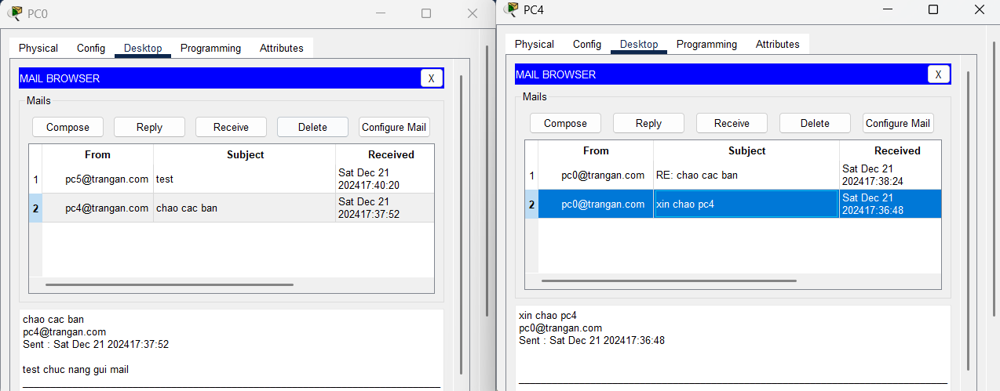 PC0
Physical Config Desktop Programming Attributes
MAIL BROWSER X
Mails
Compose Reply Receive Delete Configure Mail
From Subject Received
1 pc5@trangan.com test Sat Dec 21
202417:40:20
2 pc4@trangan.com chao cac ban Sat Dec 21
202417:37:52
chao cac ban
pc4@trangan.com
Sent : Sat Dec 21 202417:37:52
test chuc nang gui mail
PC4
Physical Config Desktop Programming Attributes
MAIL BROWSER X
Mails
Compose Reply Receive Delete Configure Mail
From Subject Received
1 pc0@trangan.com RE: chao cac ban Sat Dec 21
202417:38:24
2 pc0@trangan.com xin chao pc4 Sat Dec 21
202417:36:48
xin chao pc4
pc0@trangan.com
Sent : Sat Dec 21 202417:36:48